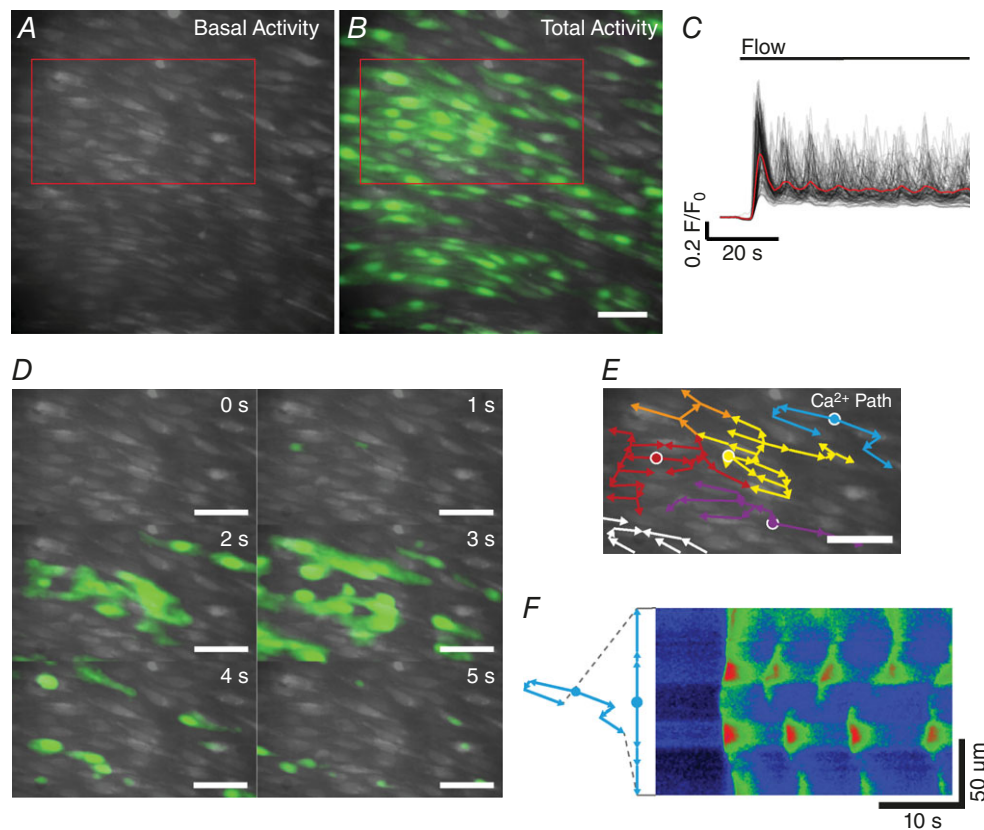 A
Basal Activity
B
Total Activity
C
Flow
0.2 F/F₀
20 s
D
0 s
1 s
2 s
3 s
4 s
5 s
E
Ca²⁺ Path
F
50 µm
10 s